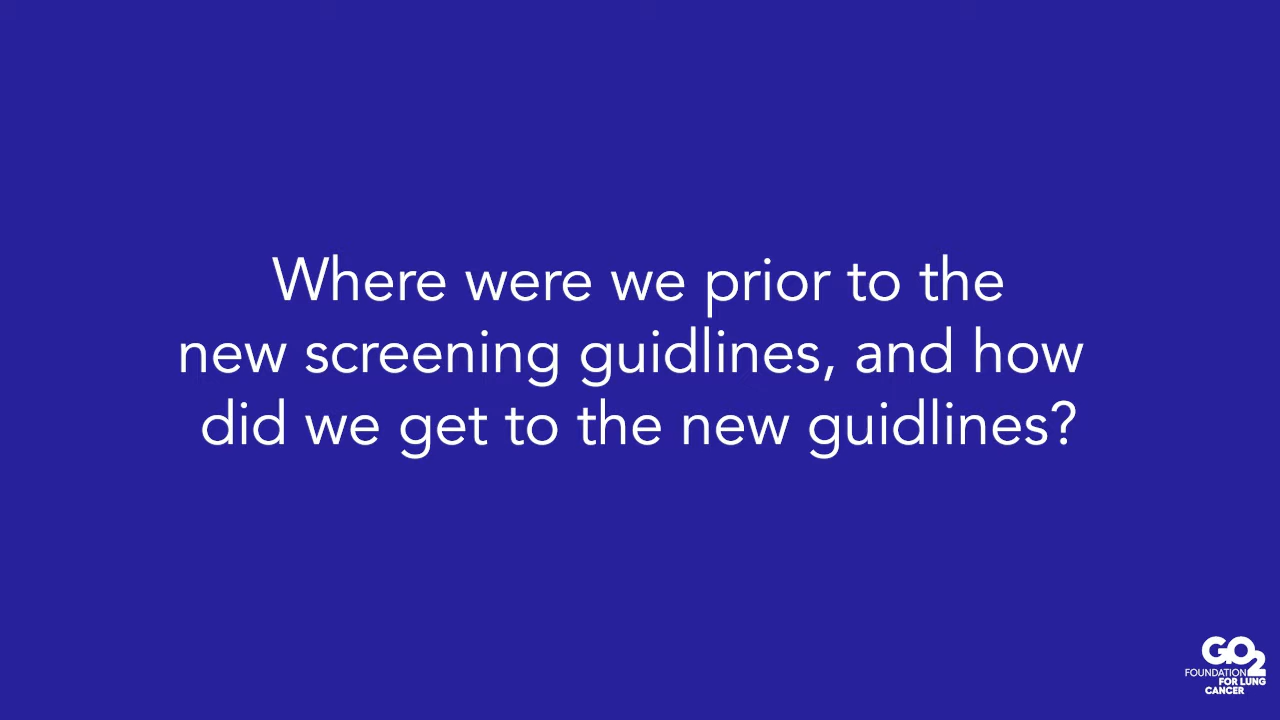 Where were we prior to the
new screening guidlines, and how
did we get to the new guidlines?
GO2
FOUNDATION
FOR LUNG
CANCER